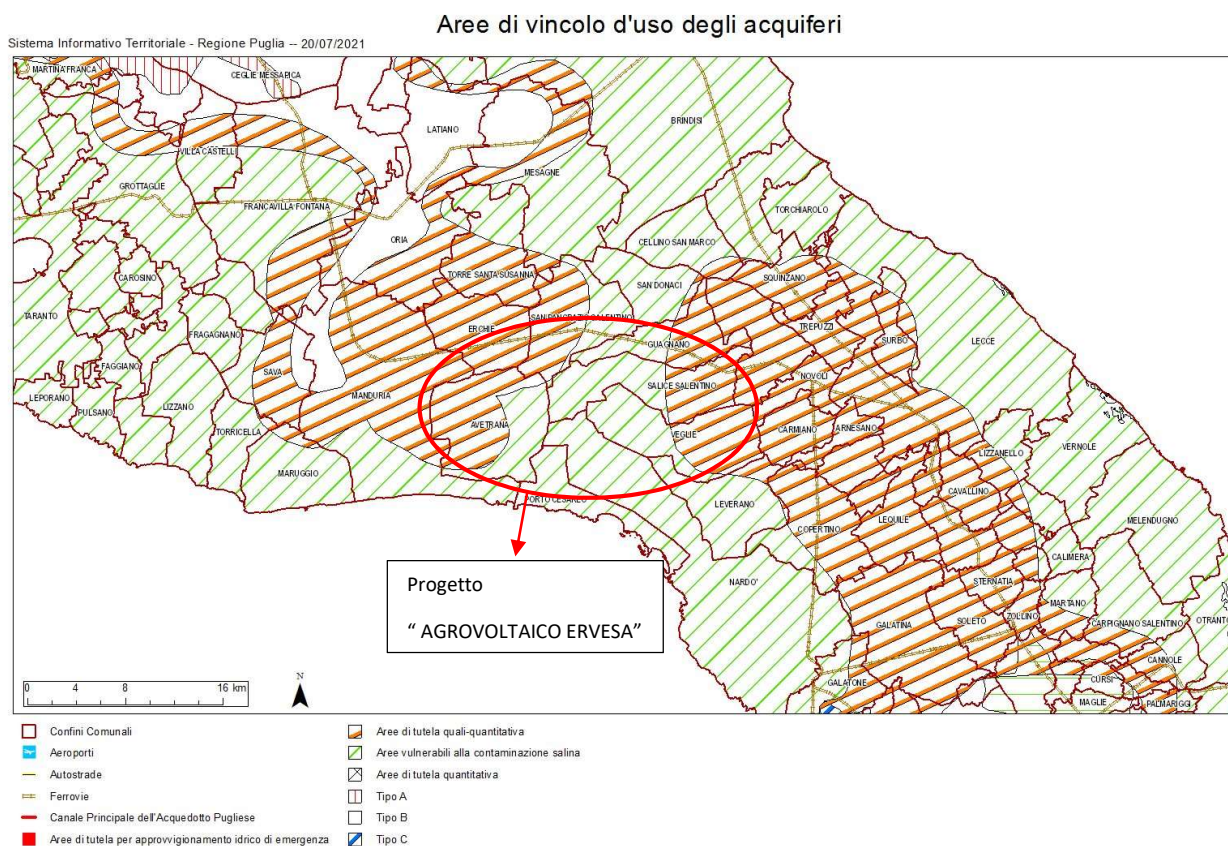 Aree di vincolo d'uso degli acquiferi
Sistema Informativo Territoriale - Regione Puglia -- 20/07/2021
MARTINA FRANCA
CEGLIE MESSAPICA
BRINDISI
LATIANO
VILLA CASTELLI
MESAGNE
GROTTAGLIE
FRANCAVILLA FONTANA
TORCHIAROLO
ORIA
CELLINO SAN MARCO
CAROSINO
TORRE SANTA SUSANNA
SQUINZANO
SAN DONACI
TARANTO
FRAGAGNANO
SAN PANCRAZIO SALENTINO
ERCHIE
TREPUZZI
GUAGNANO
SURBO
LECCE
FAGGIANO
SAVA
NOVOLI
LEPORANO
MANDURIA
SALICE SALENTINO
PULSANO
LIZZANO
AVETRANA
CARMIANO
ARNESANO
TORRICELLA
VEGLIE
VERNOLE
LIZZANELLO
MARUGGIO
CAVALLINO
PORTO CESAREO
LEVERANO
LEQUILE
MELENDUGNO
COPERTINO
CALIMERA
NARDO'
STERNATIA
MARTANO
ZOLLINO
GALATINA
SOLETO
CARPIGNANO SALENTINO
OTRANTO
CANNOLE
GALATONE
CURSI
MAGLIE
PALMARIGGI
Progetto
“ AGROVOLTAICO ERVESA”
N
0 4 8 16 km
Confini Comunali
Aeroporti
Autostrade
Ferrovie
Canale Principale dell'Acquedotto Pugliese
Aree di tutela per approvvigionamento idrico di emergenza
Aree di tutela quali-quantitativa
Aree vulnerabili alla contaminazione salina
Aree di tutela quantitativa
Tipo A
Tipo B
Tipo C